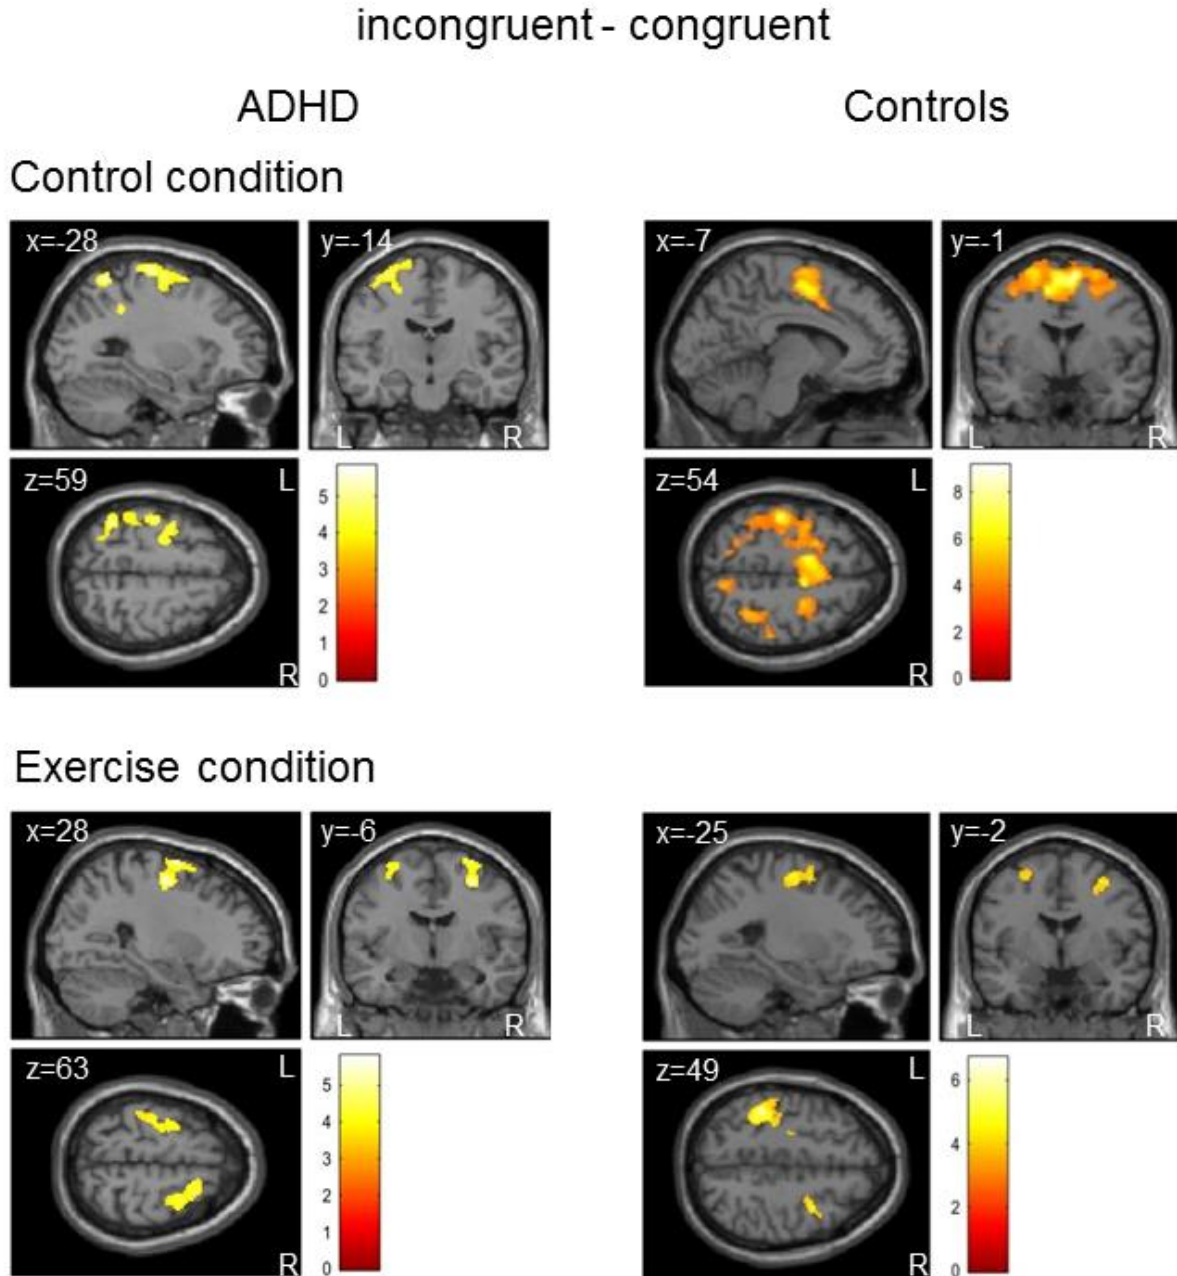 incongruent - congruent
ADHD Controls
Control condition
x=-28 y=-14 x=-7 y=-1
L R L R
z=59 L z=54 L
5 8
4 6
3 4
2 2
1
0 0
R R
Exercise condition
x=28 y=-6 x=-25 y=-2
L R L R
z=63 L z=49 L
5 6
4 4
3
2 2
1
0 0
R R